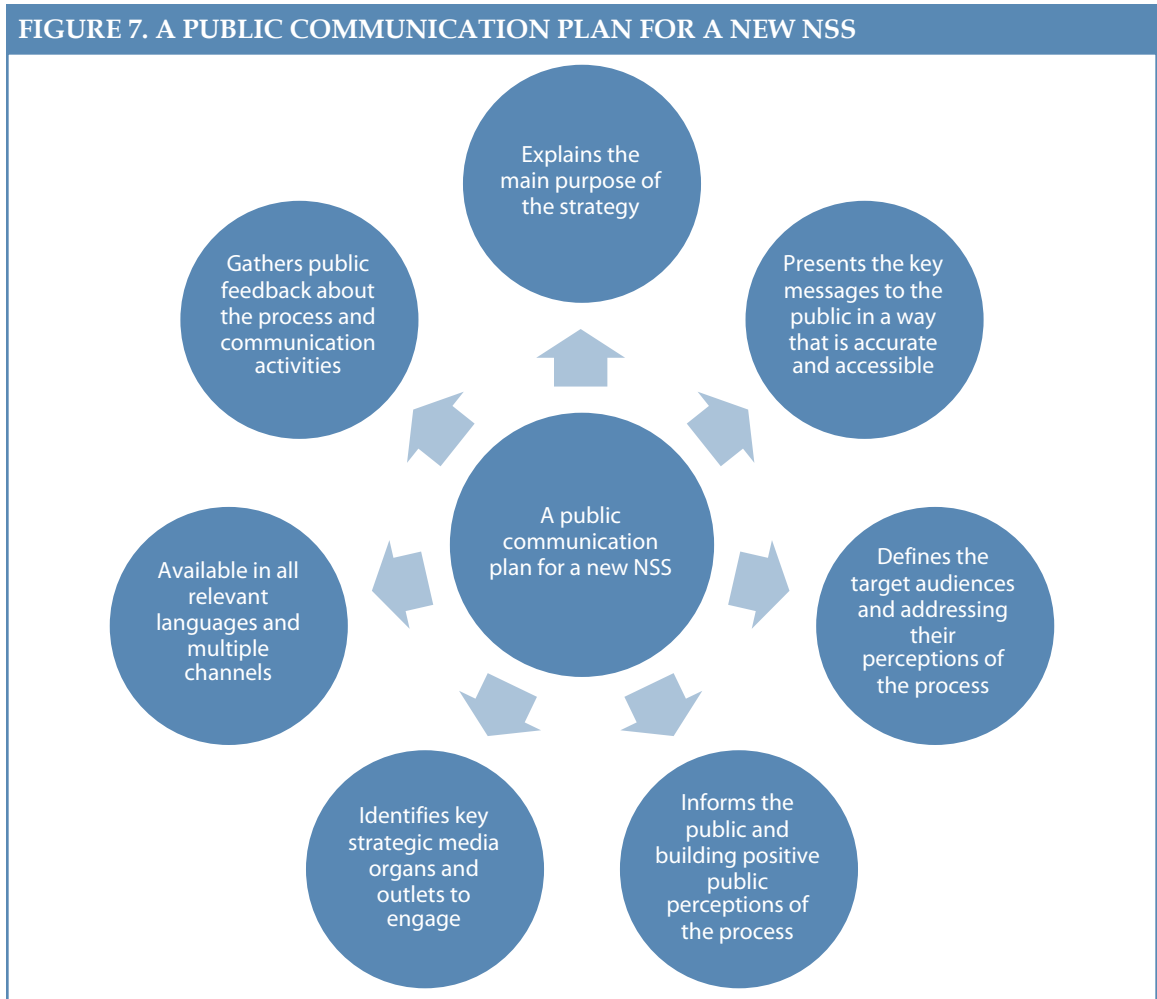 FIGURE 7. A PUBLIC COMMUNICATION PLAN FOR A NEW NSS
Explains the
main purpose of
the strategy
Presents the key
messages to the
public in a way
that is accurate
and accessible
Defines the
target audiences
and addressing
their
perceptions of
the process
Informs the
public and
building positive
public
perceptions of
the process
Identifies key
strategic media
organs and
outlets to
engage
Available in all
relevant
languages and
multiple
channels
Gathers public
feedback about
the process and
communication
activities
A public
communication
plan for a new NSS